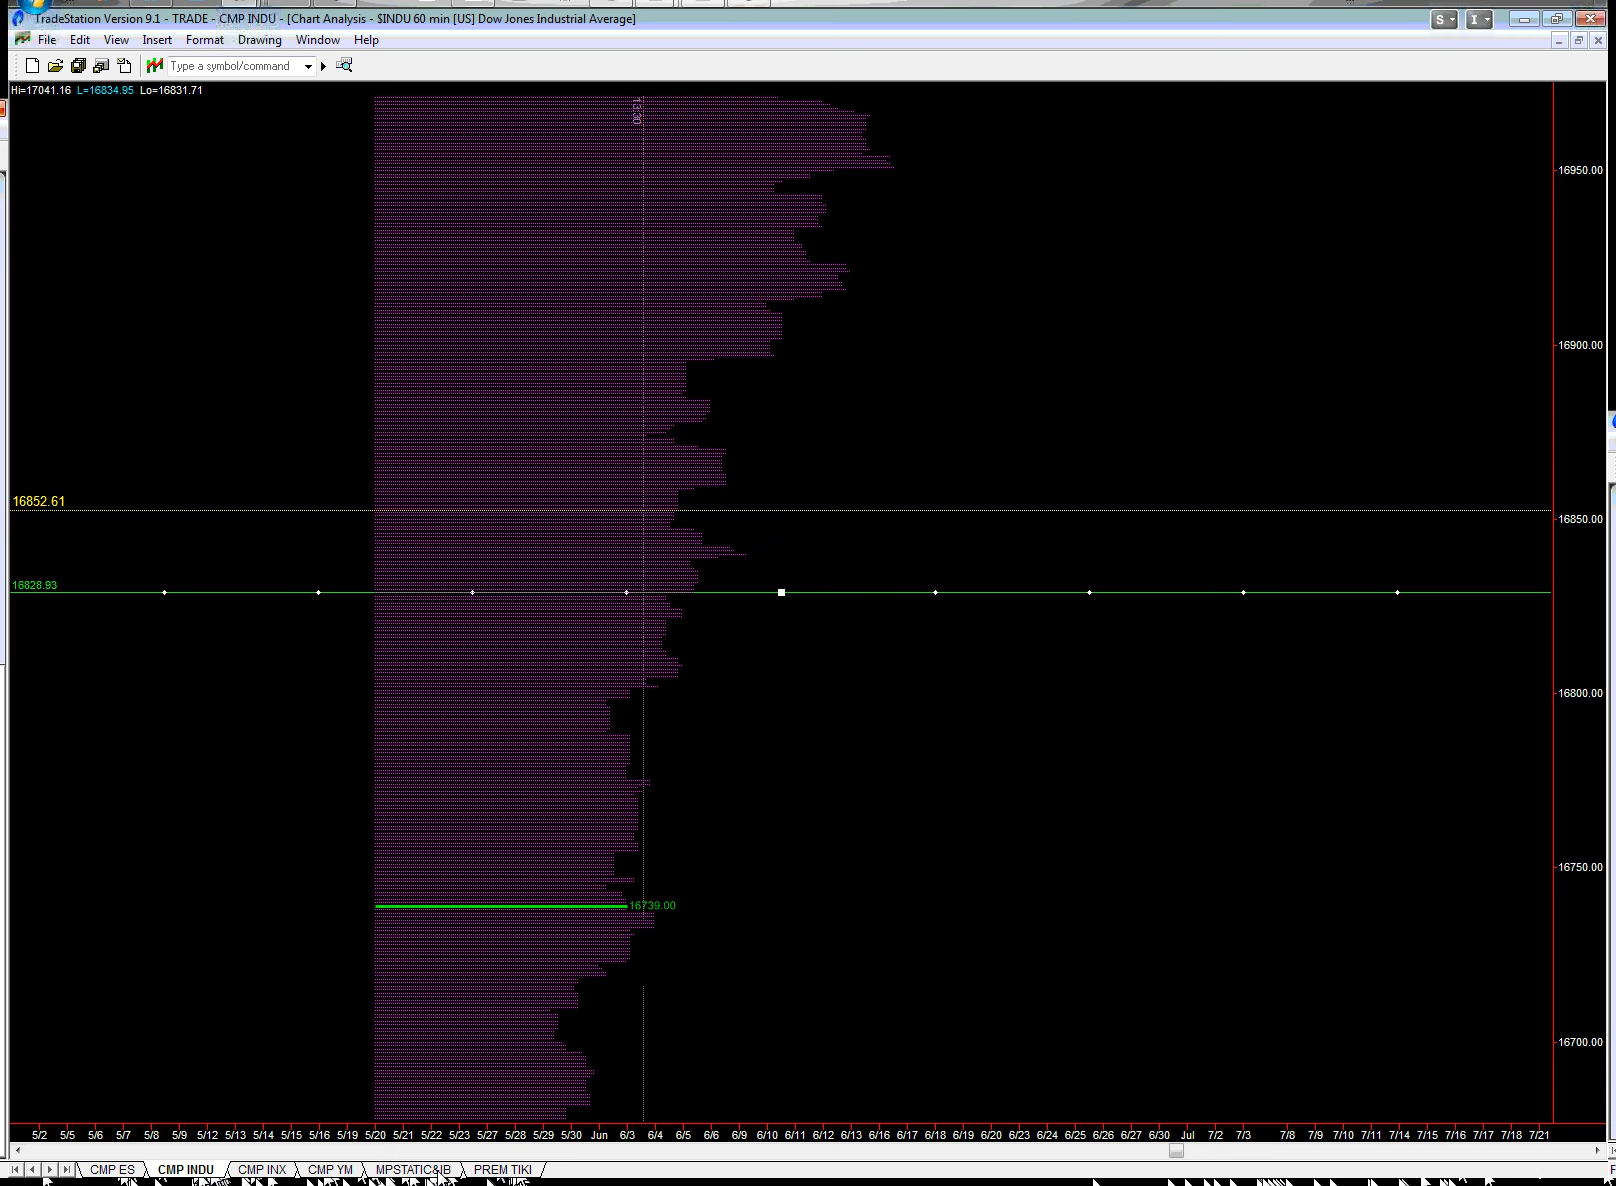 TradeStation Version 9.1 - TRADE - CMP INDU - [Chart Analysis - $INDU 60 min [US] Dow Jones Industrial Average]
S I
File Edit View Insert Format Drawing Window Help
Type a symbol/command
Hi=17041.16 L=16834.95 Lo=16831.71
13:30
16950.00
16900.00
16852.61
16850.00
16828.93
16800.00
16750.00
16739.00
16700.00
5/2 5/5 5/6 5/7 5/8 5/9 5/12 5/13 5/14 5/15 5/16 5/19 5/20 5/21 5/22 5/23 5/27 5/28 5/29 5/30 Jun 6/3 6/4 6/5 6/6 6/9 6/10 6/11 6/12 6/13 6/16 6/17 6/18 6/19 6/20 6/23 6/24 6/25 6/26 6/27 6/30 Jul 7/2 7/3 7/8 7/9 7/10 7/11 7/14 7/15 7/16 7/17 7/18 7/21
CMP ES CMP INDU CMP INX CMP YM MPSTATIC&IB PREM TIKI